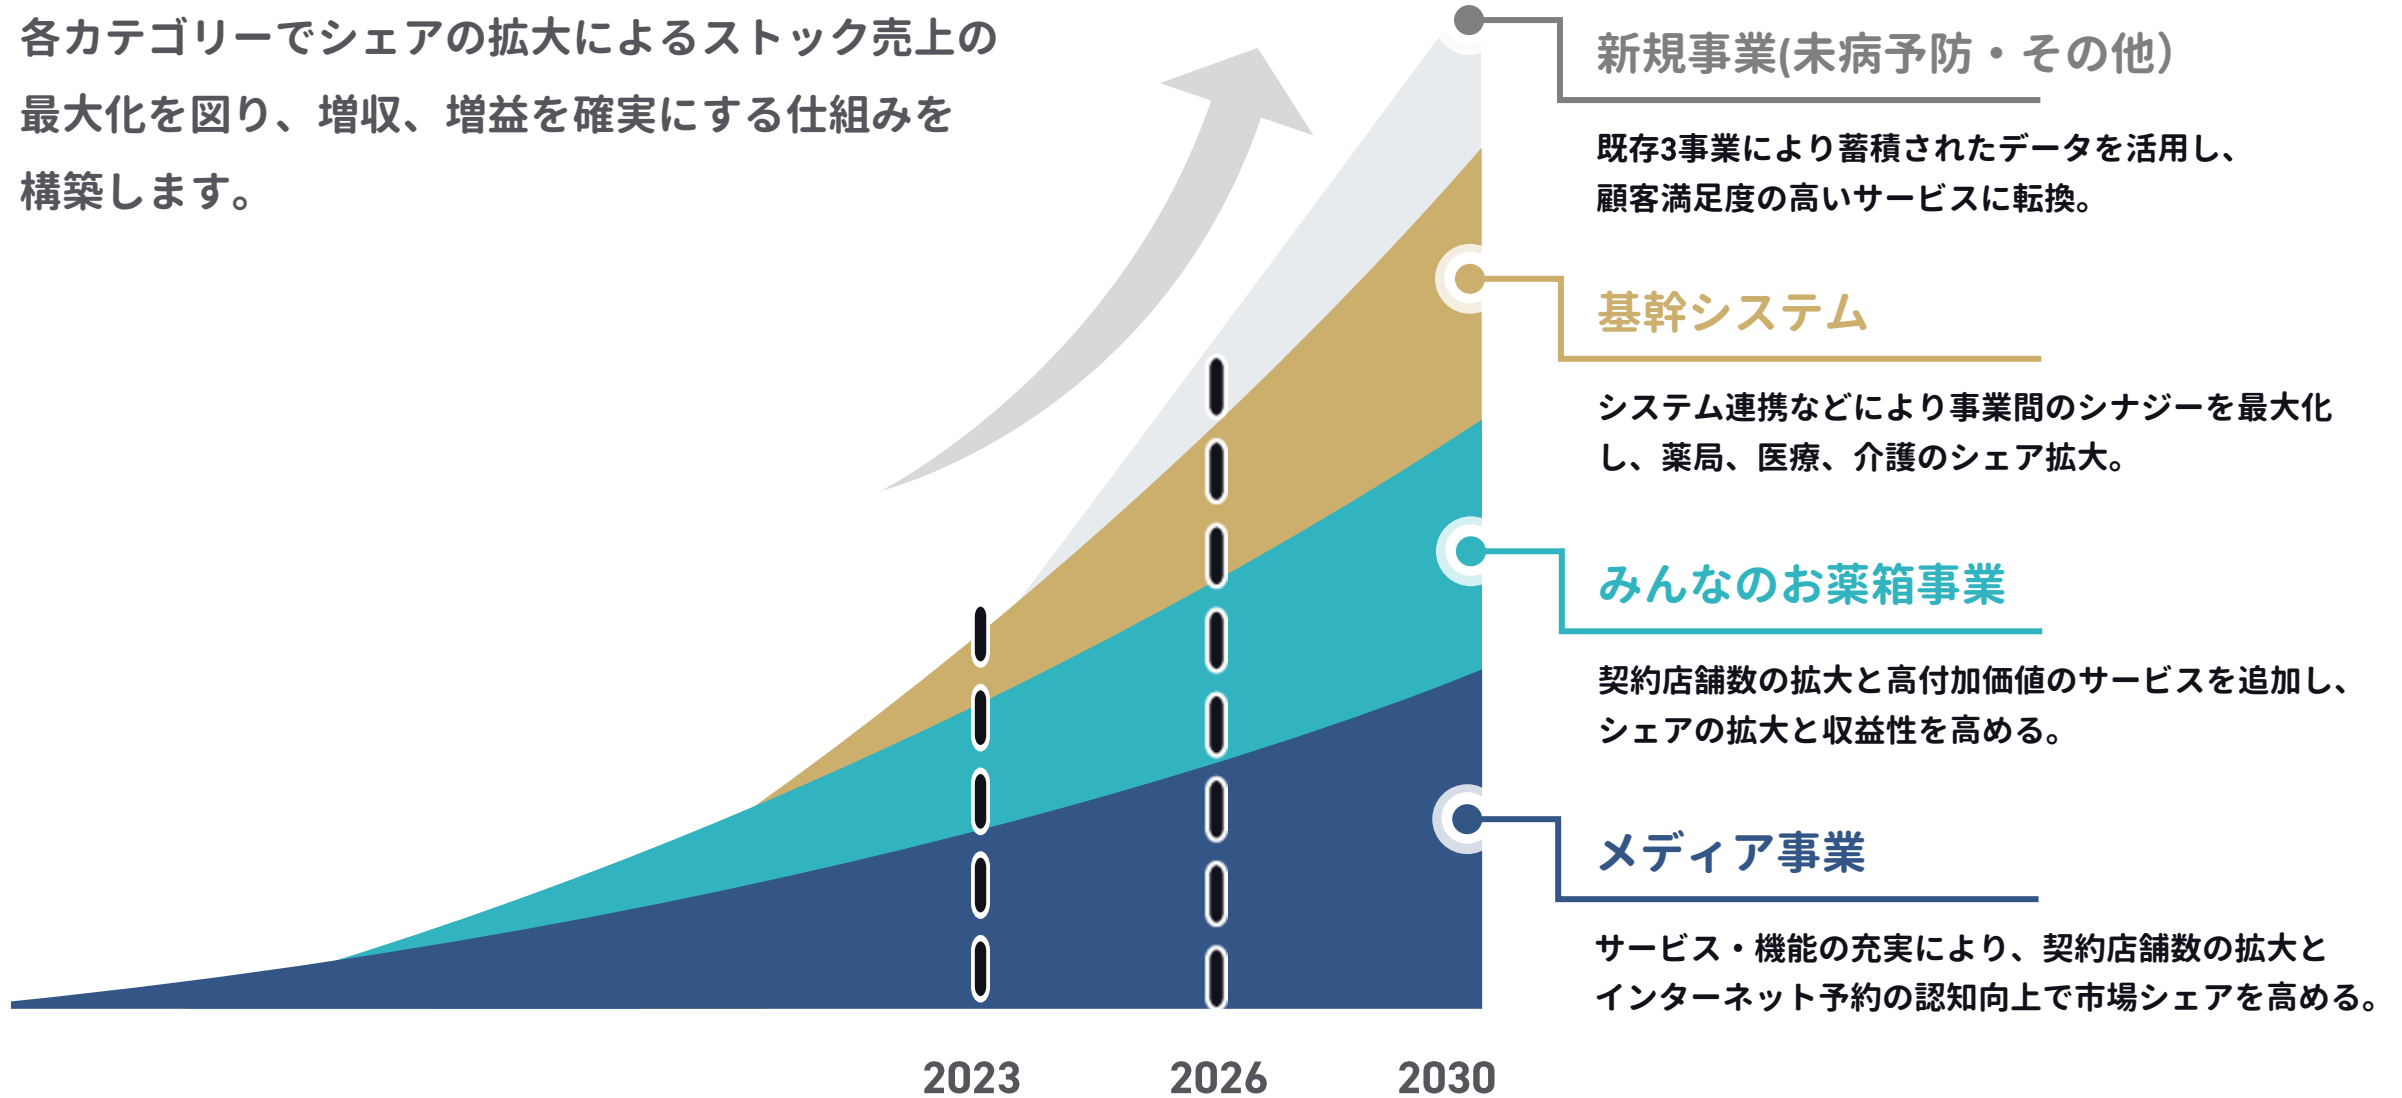 各カテゴリーでシェアの拡大によるストック売上の
最大化を図り、増収、増益を確実にする仕組みを
構築します。
新規事業(未病予防・その他）
既存3事業により蓄積されたデータを活用し、
顧客満足度の高いサービスに転換。
基幹システム
システム連携などにより事業間のシナジーを最大化
し、薬局、医療、介護のシェア拡大。
みんなのお薬箱事業
契約店舗数の拡大と高付加価値のサービスを追加し、
シェアの拡大と収益性を高める。
メディア事業
サービス・機能の充実により、契約店舗数の拡大と
インターネット予約の認知向上で市場シェアを高める。
2023
2026
2030